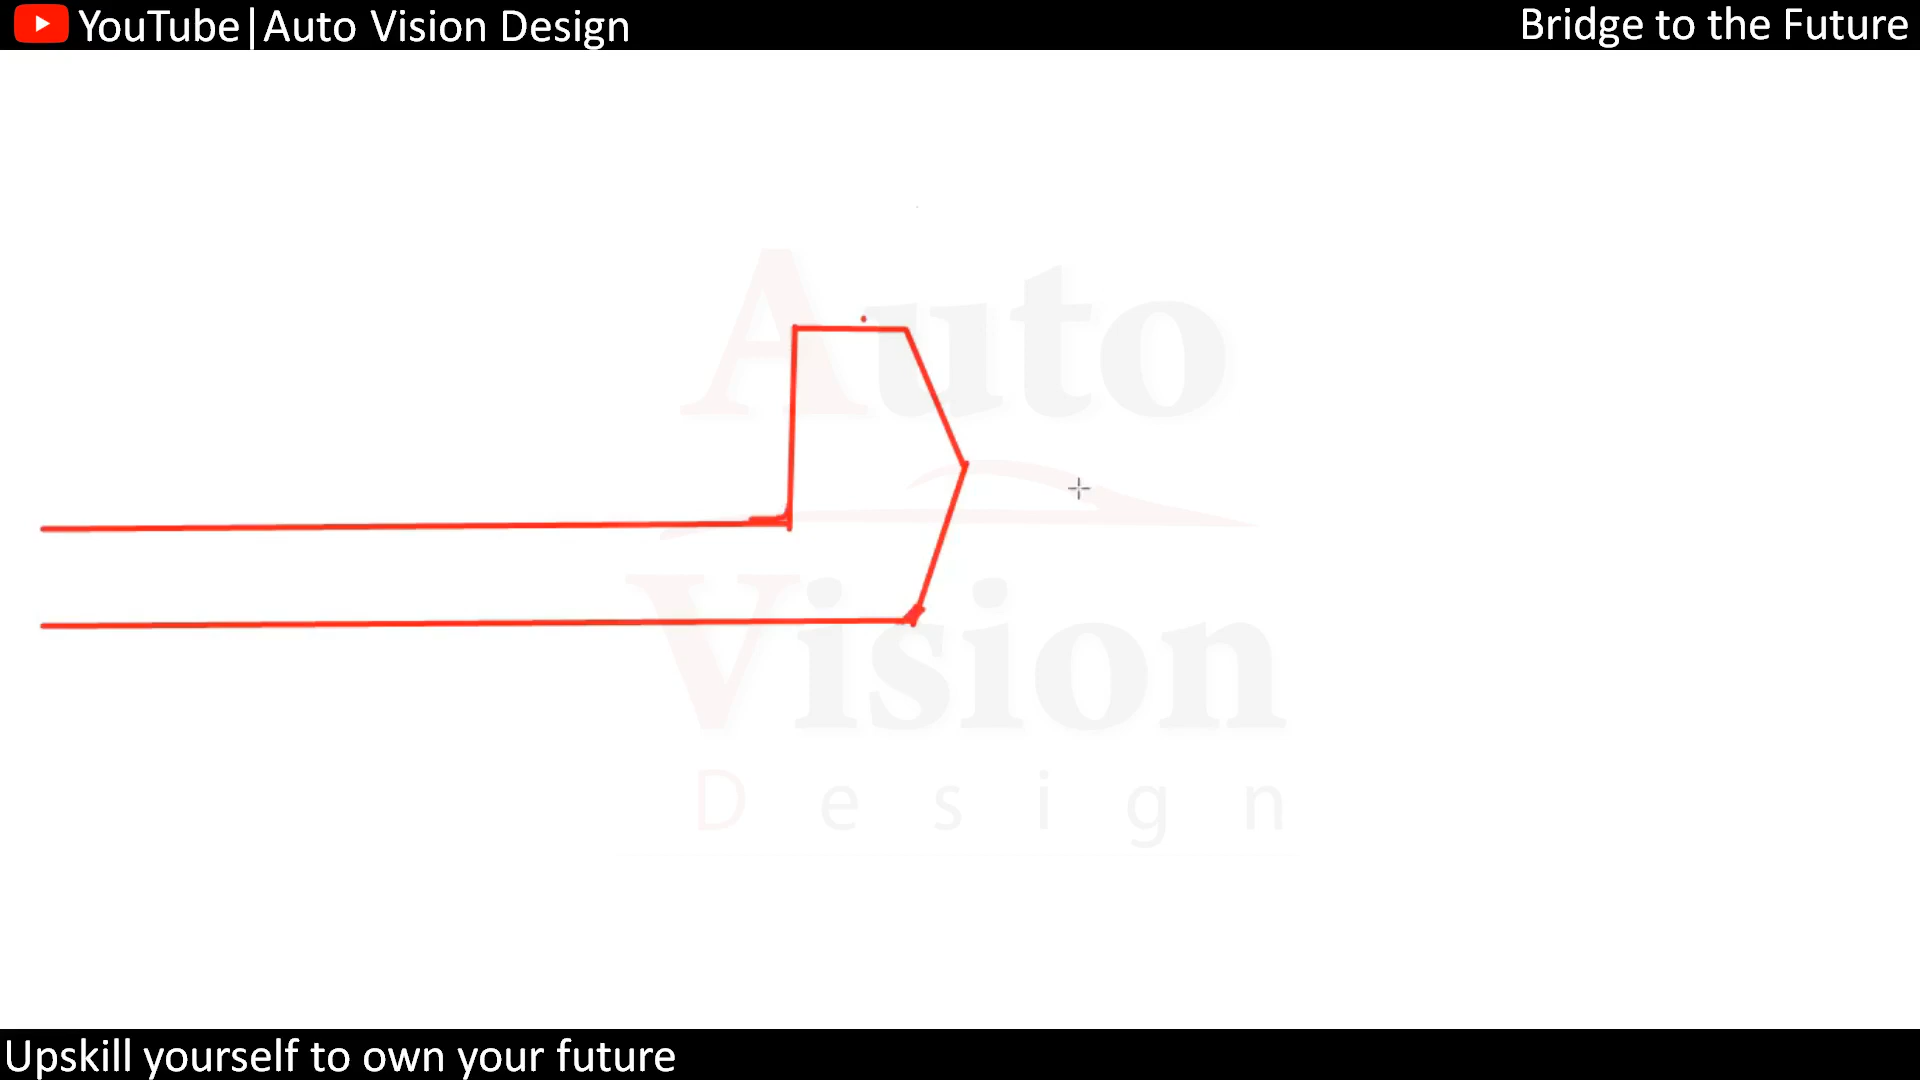 YouTube|Auto Vision Design
Bridge to the Future
Auto
Vision
Design
Upskill yourself to own your future